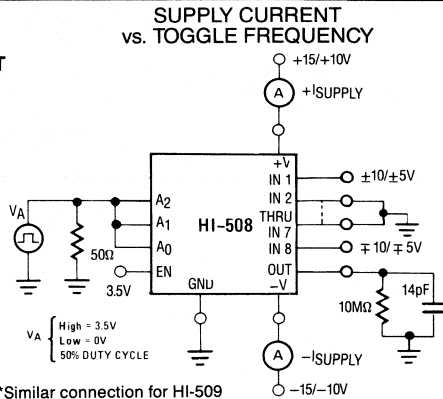 SUPPLY CURRENT
vs. TOGGLE FREQUENCY
T
+15/+10V
A
+ISUPPLY
+V
IN 1
±10/±5V
A2
IN 2
VA
A1
HI-508
THRU
IN 7
A0
IN 8
∓10/∓5V
50Ω
EN
OUT
3.5V
GND
-V
10MΩ
14pF
VA
High = 3.5V
Low = 0V
50% DUTY CYCLE
A
-ISUPPLY
*Similar connection for HI-509
-15/-10V